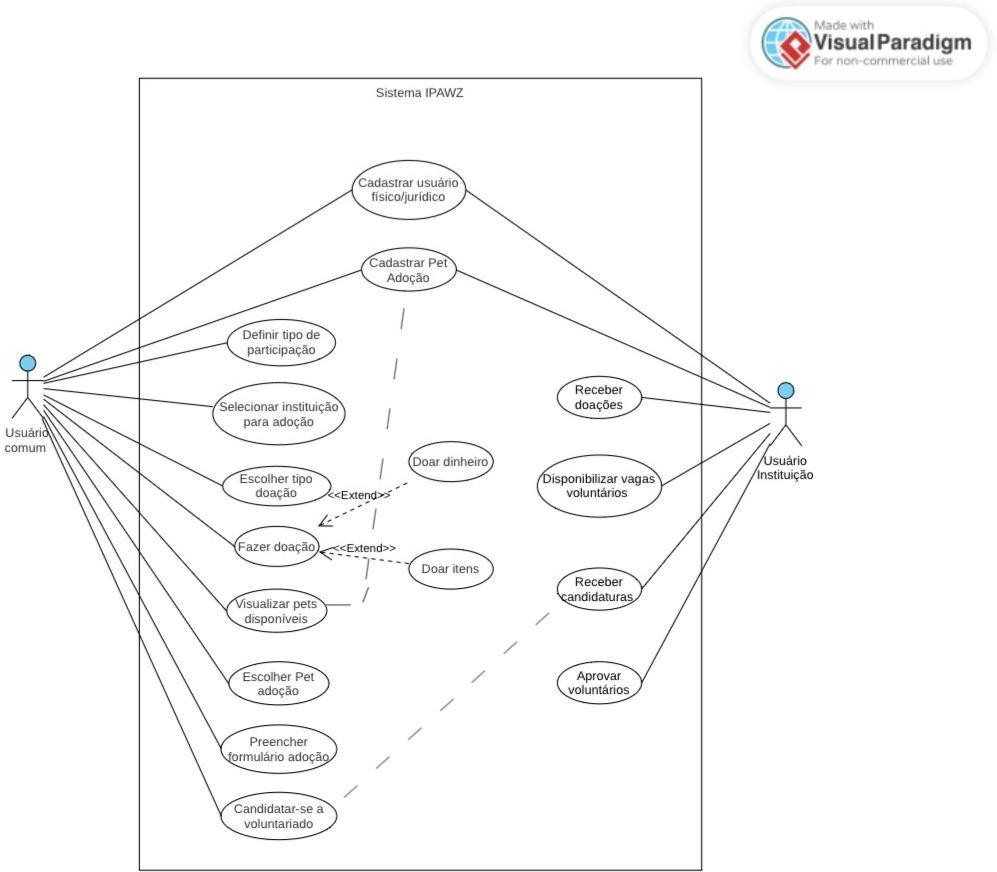 Made with
Visual Paradigm
For non-commercial use
Sistema IPAWZ
Cadastrar usuário
físico/jurídico
Cadastrar Pet
Adoção
Definir tipo de
participação
Selecionar instituição
para adoção
Usuário
comum
Receber
doações
Doar dinheiro
Escolher tipo
doação
<<Extend>>
Disponibilizar vagas
voluntários
Usuário
Instituição
Fazer doação
<<Extend>>
Doar itens
Visualizar pets
disponíveis
Receber
candidaturas
Escolher Pet
adoção
Aprovar
voluntários
Preencher
formulário adoção
Candidatar-se a
voluntariado